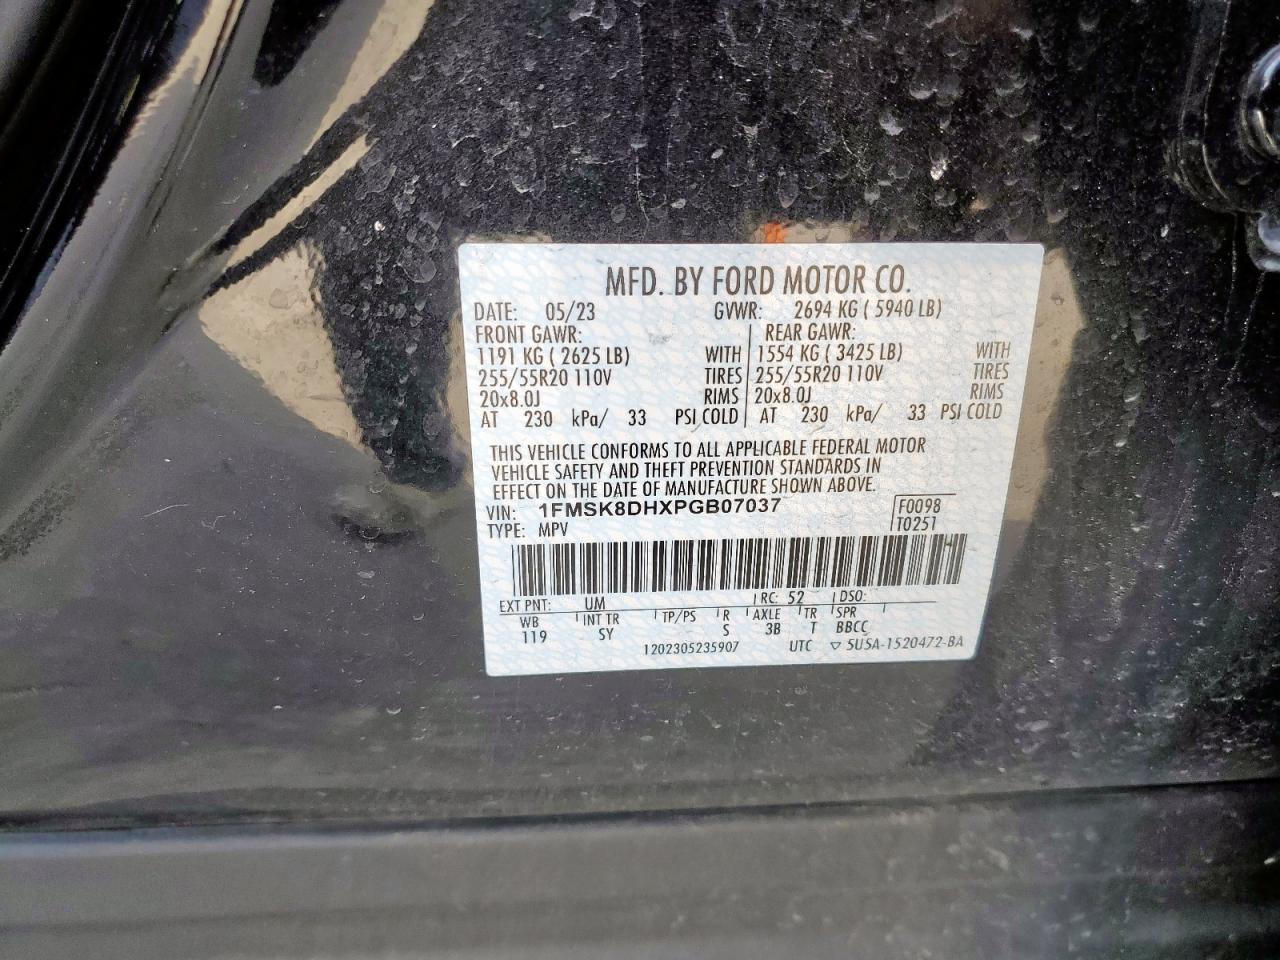 MFD. BY FORD MOTOR CO.
DATE: 05/23 GVWR: 2694 KG ( 5940 LB)
FRONT GAWR: REAR GAWR:
1191 KG ( 2625 LB) WITH 1554 KG ( 3425 LB) WITH
255/55R20 110V TIRES 255/55R20 110V TIRES
20x8.0J RIMS 20x8.0J RIMS
AT 230 kPa/ 33 PSI COLD AT 230 kPa/ 33 PSI COLD
THIS VEHICLE CONFORMS TO ALL APPLICABLE FEDERAL MOTOR
VEHICLE SAFETY AND THEFT PREVENTION STANDARDS IN
EFFECT ON THE DATE OF MANUFACTURE SHOWN ABOVE.
VIN: 1FMSK8DHXPGB07037 F0098
TYPE: MPV T0251
EXT PNT: UM RC: 52 DSO:
WB INT TR TP/PS R AXLE TR SPR
119 SY S 3B T BBCC
1202305235907 UTC ▽ 5USA-1520472-BA